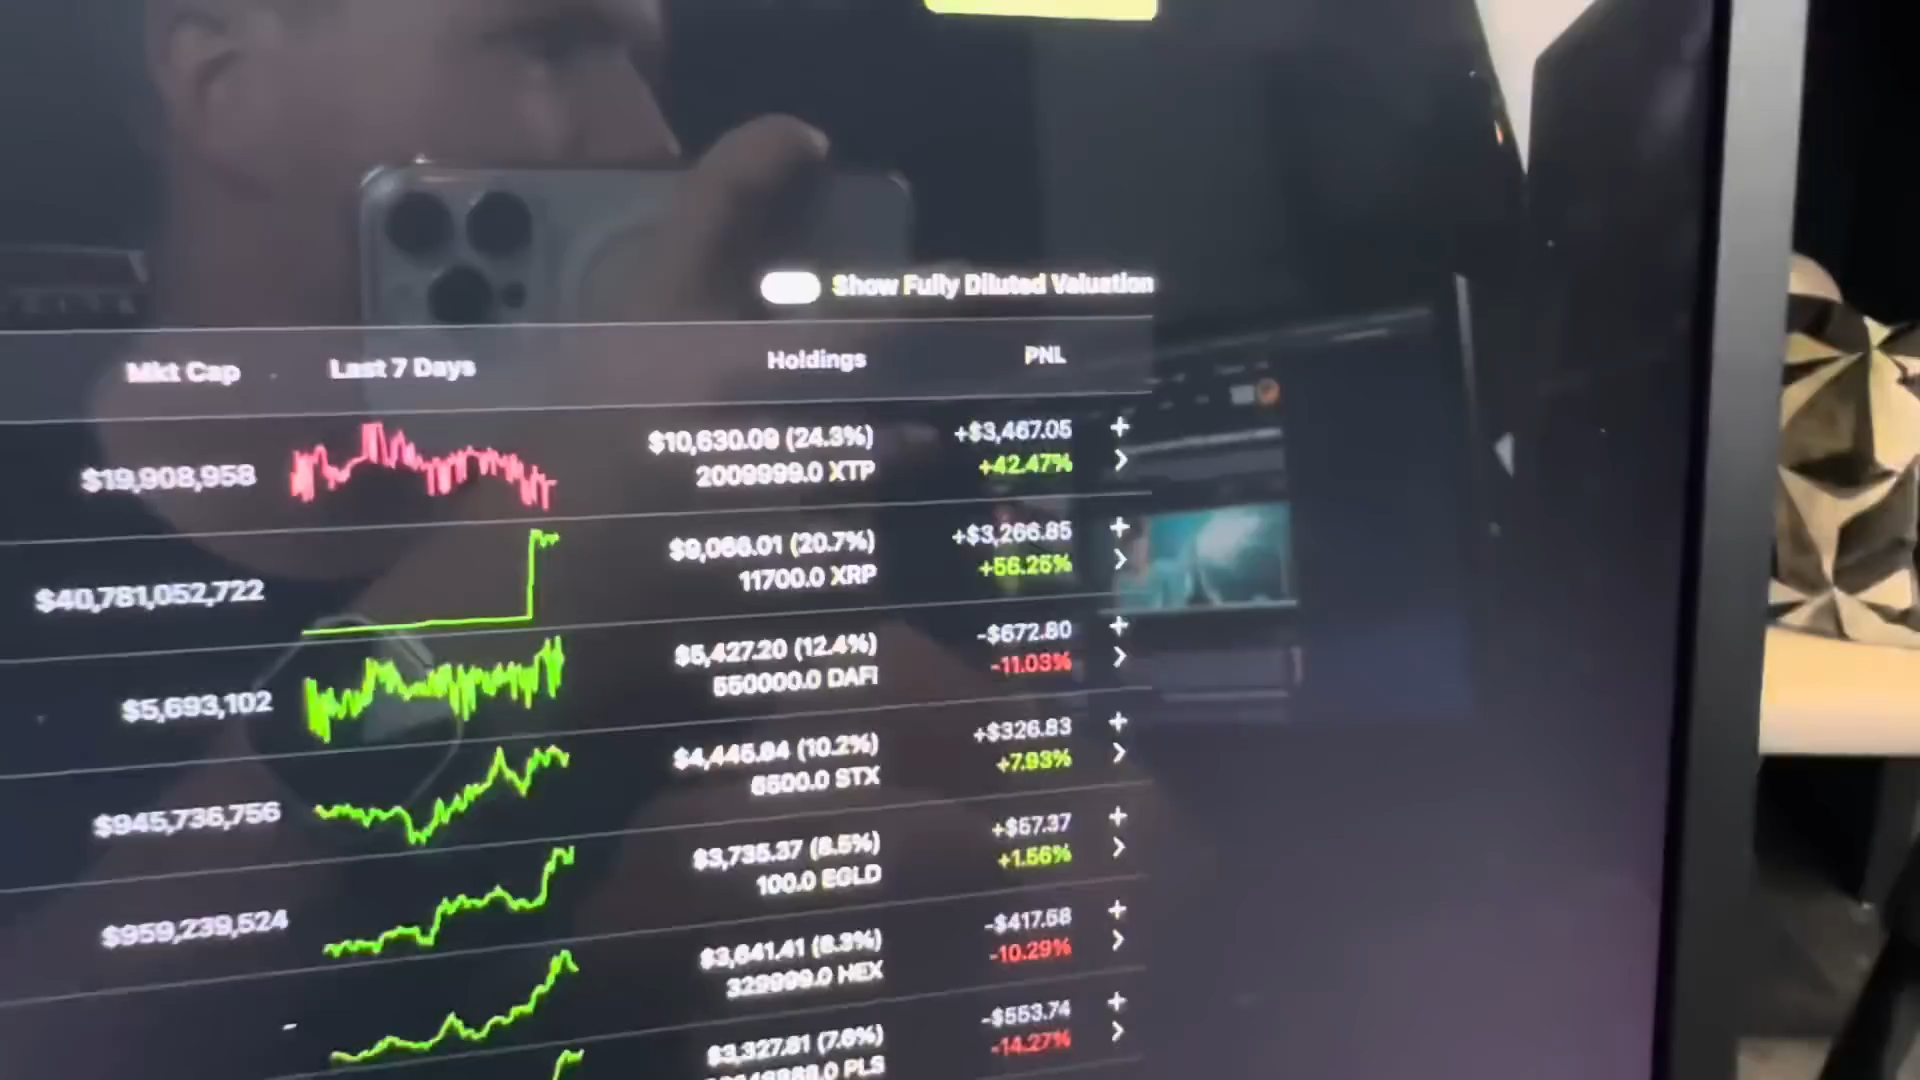 Show Fully Diluted Valuation
Mkt Cap Last 7 Days Holdings PNL
$19,908,958 $10,630.09 (24.3%) +$3,467.05
2009999.0 XTP +42.47%
$40,781,052,722 $9,066.01 (20.7%) +$3,266.85
11700.0 XRP +56.25%
$5,693,102 $5,427.20 (12.4%) -$672.80
550000.0 DAFI -11.03%
$945,736,756 $4,445.84 (10.2%) +$326.83
6600.0 STX +7.93%
$959,239,524 $3,735.37 (8.5%) +$57.37
100.0 EGLD +1.56%
- $3,641.41 (8.3%) -$417.58
329999.0 HEX -10.29%
$3,327.81 (7.6%) -$553.74
PLS -14.27%